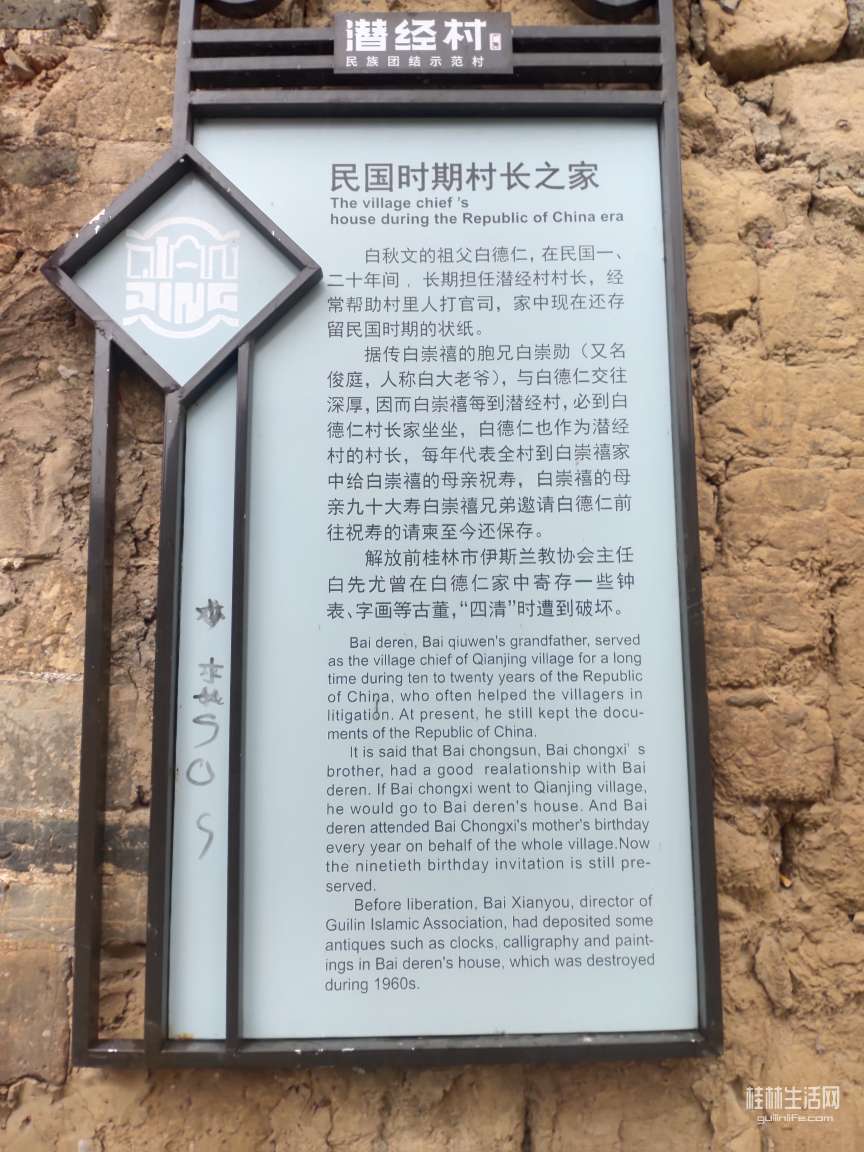 潜经村
民族团结示范村
民国时期村长之家
The village chief 's
house during the Republic of China era
白秋文的祖父白德仁，在民国一、
二十年间，长期担任潜经村村长，经
常帮助村里人打官司，家中现在还存
留民国时期的状纸。
据传白崇禧的胞兄白崇勋（又名
俊庭，人称白大老爷），与白德仁交往
深厚，因而白崇禧每到潜经村，必到白
德仁村长家坐坐，白德仁也作为潜经
村的村长，每年代表全村到白崇禧家
中给白崇禧的母亲祝寿，白崇禧的母
亲九十大寿白崇禧兄弟邀请白德仁前
往祝寿的请柬至今还保存。
解放前桂林市伊斯兰教协会主任
白先尤曾在白德仁家中寄存一些钟
表、字画等古董，“四清”时遭到破坏。
Bai deren, Bai qiuwen's grandfather, served
as the village chief of Qianjing village for a long
time during ten to twenty years of the Republic
of China, who often helped the villagers in
litigation. At present, he still kept the docu-
ments of the Republic of China.
It is said that Bai chongsun, Bai chongxi' s
brother, had a good realationship with Bai
deren. If Bai chongxi went to Qianjing village,
he would go to Bai deren's house. And Bai
deren attended Bai Chongxi's mother's birthday
every year on behalf of the whole village.Now
the ninetieth birthday invitation is still pre-
served.
Before liberation, Bai Xianyou, director of
Guilin Islamic Association, had deposited some
antiques such as clocks, calligraphy and paint-
ings in Bai deren's house, which was destroyed
during 1960s.
QIAN
JING
SOS
桂林生活网
guilinlife.com